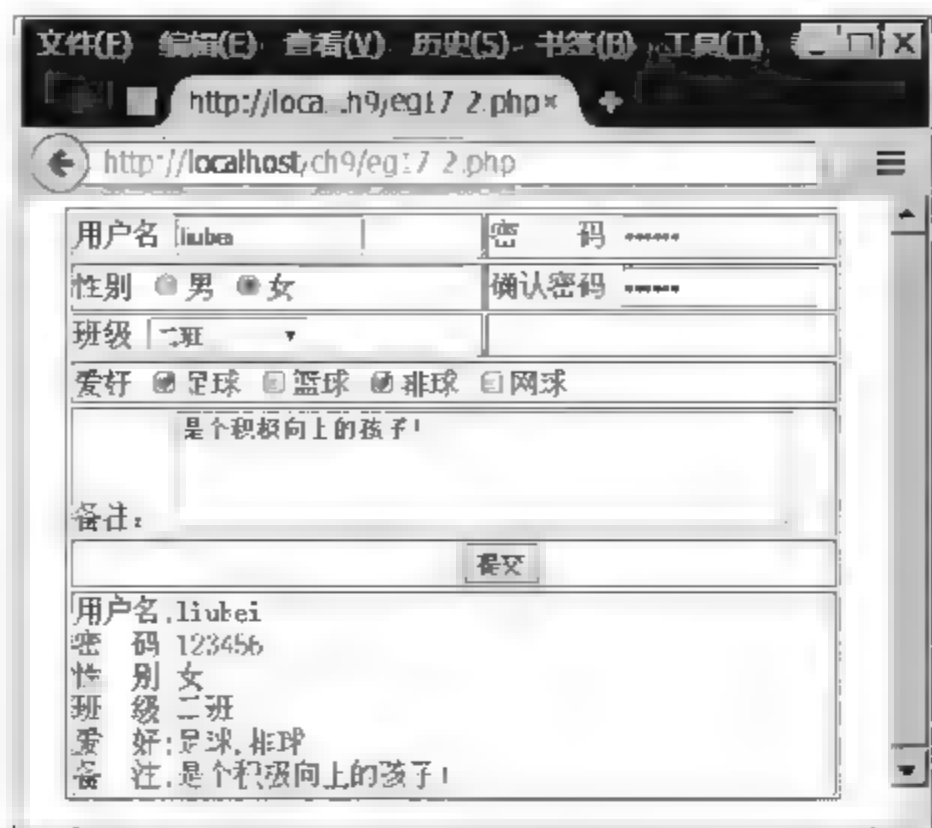 文件(F) 编辑(E) 查看(V) 历史(S) 书签(B) 工具(T)
http://loca...h9/eg17_2.php ×
http://localhost/ch9/eg17_2.php
用户名 liubei 密 码 ••••••
性别 男 女 确认密码 ••••••
班级 二班
爱好 足球 篮球 排球 网球
是个积极向上的孩子!
备注:
提交
用户名:liubei
密 码:123456
性 别:女
班 级:二班
爱 好:足球,排球
备 注:是个积极向上的孩子!